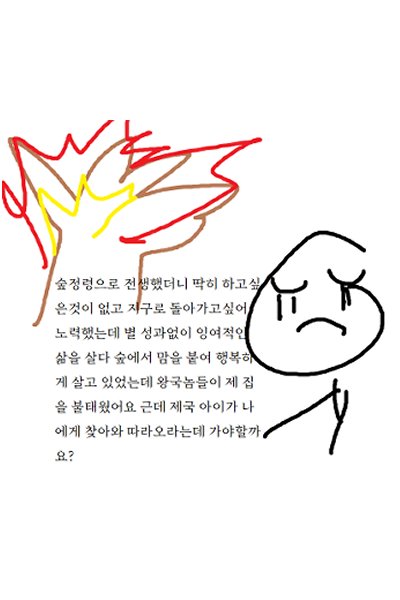 숲정령으로 전생했더니 딱히 하고싶
은것이 없고 지구로 돌아가고싶어
노력했는데 별 성과없이 잉여적인
삶을 살다 숲에서 맘을 붙여 행복하
게 살고 있었는데 왕국놈들이 제 집
을 불태웠어요 근데 제국 아이가 나
에게 찾아와 따라오라는데 가야할까
요?